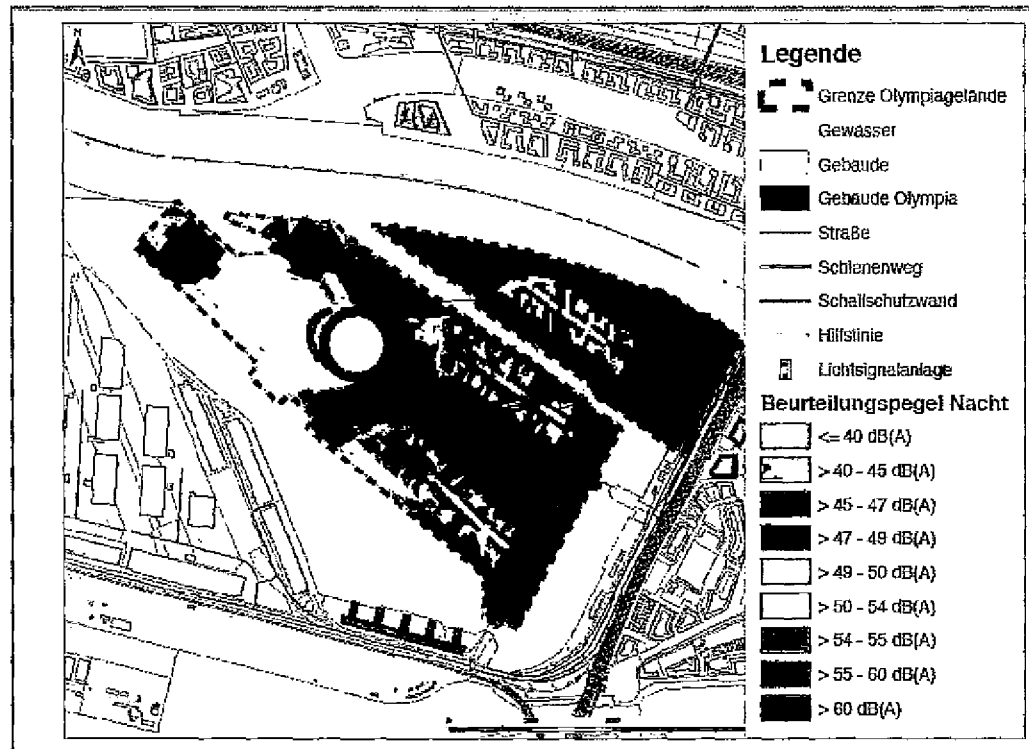 N
Legende
Grenze Olympiagelände
Gewässer
Gebäude
Gebäude Olympia
Straße
Schienenweg
Schallschutzwand
Hilfslinie
Lichtsignalanlage
Beurteilungspegel Nacht
<= 40 dB(A)
> 40 - 45 dB(A)
> 45 - 47 dB(A)
> 47 - 49 dB(A)
> 49 - 50 dB(A)
> 50 - 54 dB(A)
> 54 - 55 dB(A)
> 55 - 60 dB(A)
> 60 dB(A)